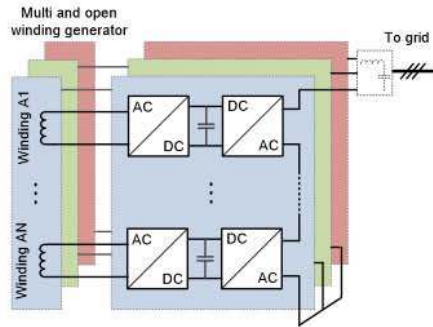 Multi and open
winding generator
To grid
Winding A1
AC
DC
DC
AC
Winding AN
AC
DC
DC
AC